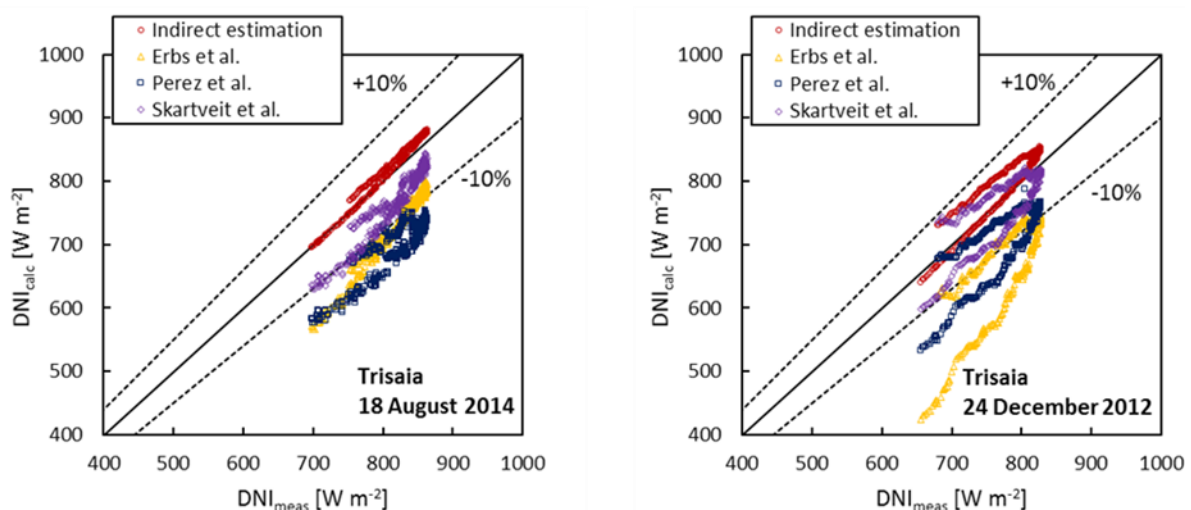 Indirect estimation
Erbs et al.
Perez et al.
Skartveit et al.
1000
900
800
700
600
500
400
DNIcalc [W m-2]
+10%
-10%
Trisaia
18 August 2014
400 500 600 700 800 900 1000
DNImeas [W m-2]
Indirect estimation
Erbs et al.
Perez et al.
Skartveit et al.
1000
900
800
700
600
500
400
DNIcalc [W m-2]
+10%
-10%
Trisaia
24 December 2012
400 500 600 700 800 900 1000
DNImeas [W m-2]